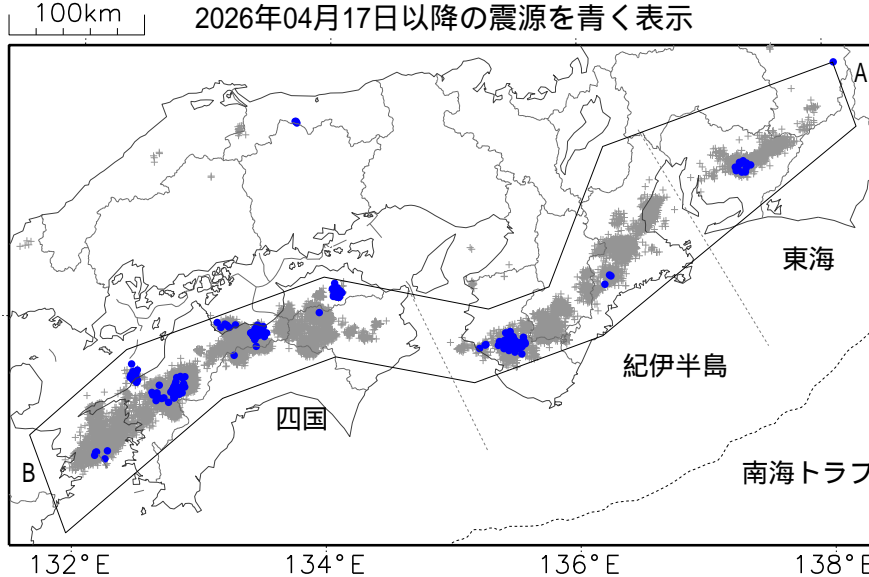 100km
2026年04月17日以降の震源を青く表示
A
東海
紀伊半島
四国
B
南海トラフ
132°E
134°E
136°E
138°E